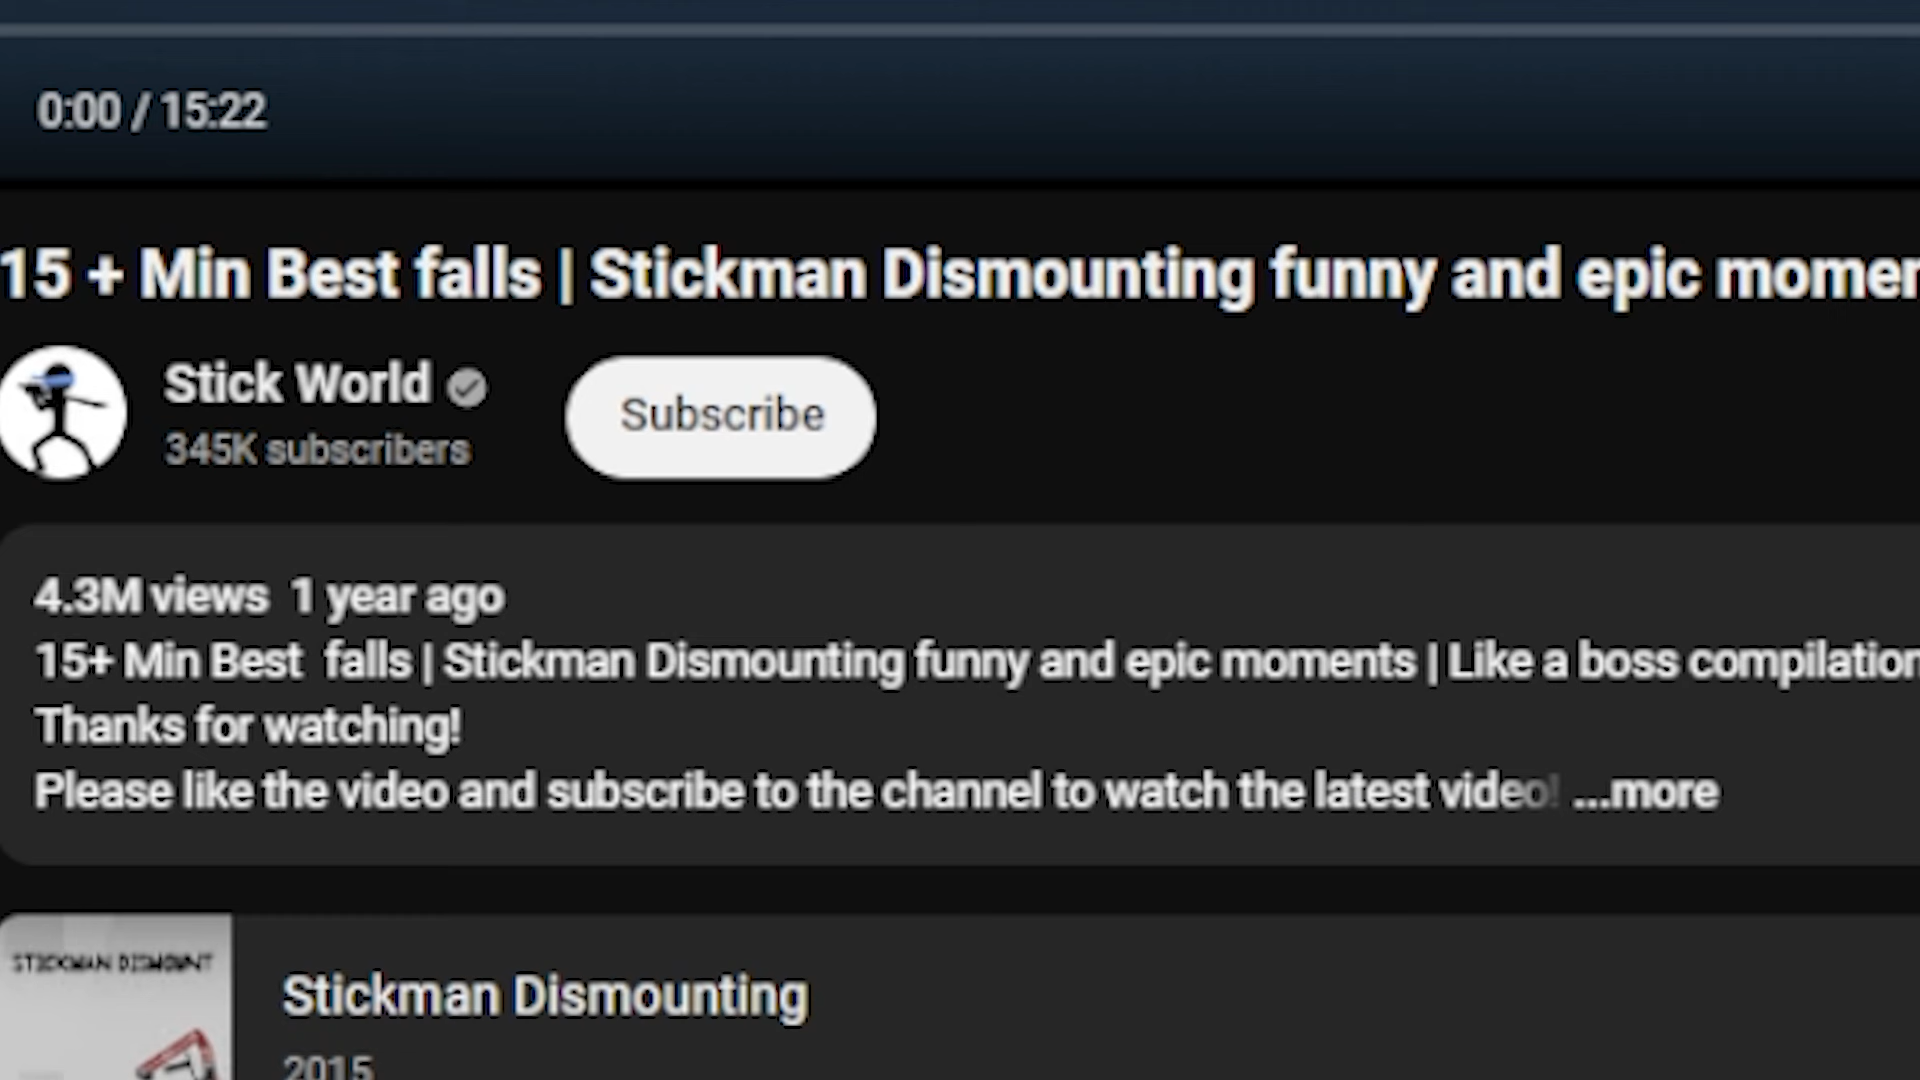 0:00 / 15:22
15 + Min Best falls | Stickman Dismounting funny and epic
Stick World
345K subscribers
Subscribe
4.3M views 1 year ago
15+ Min Best falls | Stickman Dismounting funny and epic moments | Like a boss compilation
Thanks for watching!
Please like the video and subscribe to the channel to watch the latest video! ...more
STICKMAN DISMOUNT
Stickman Dismounting
2015